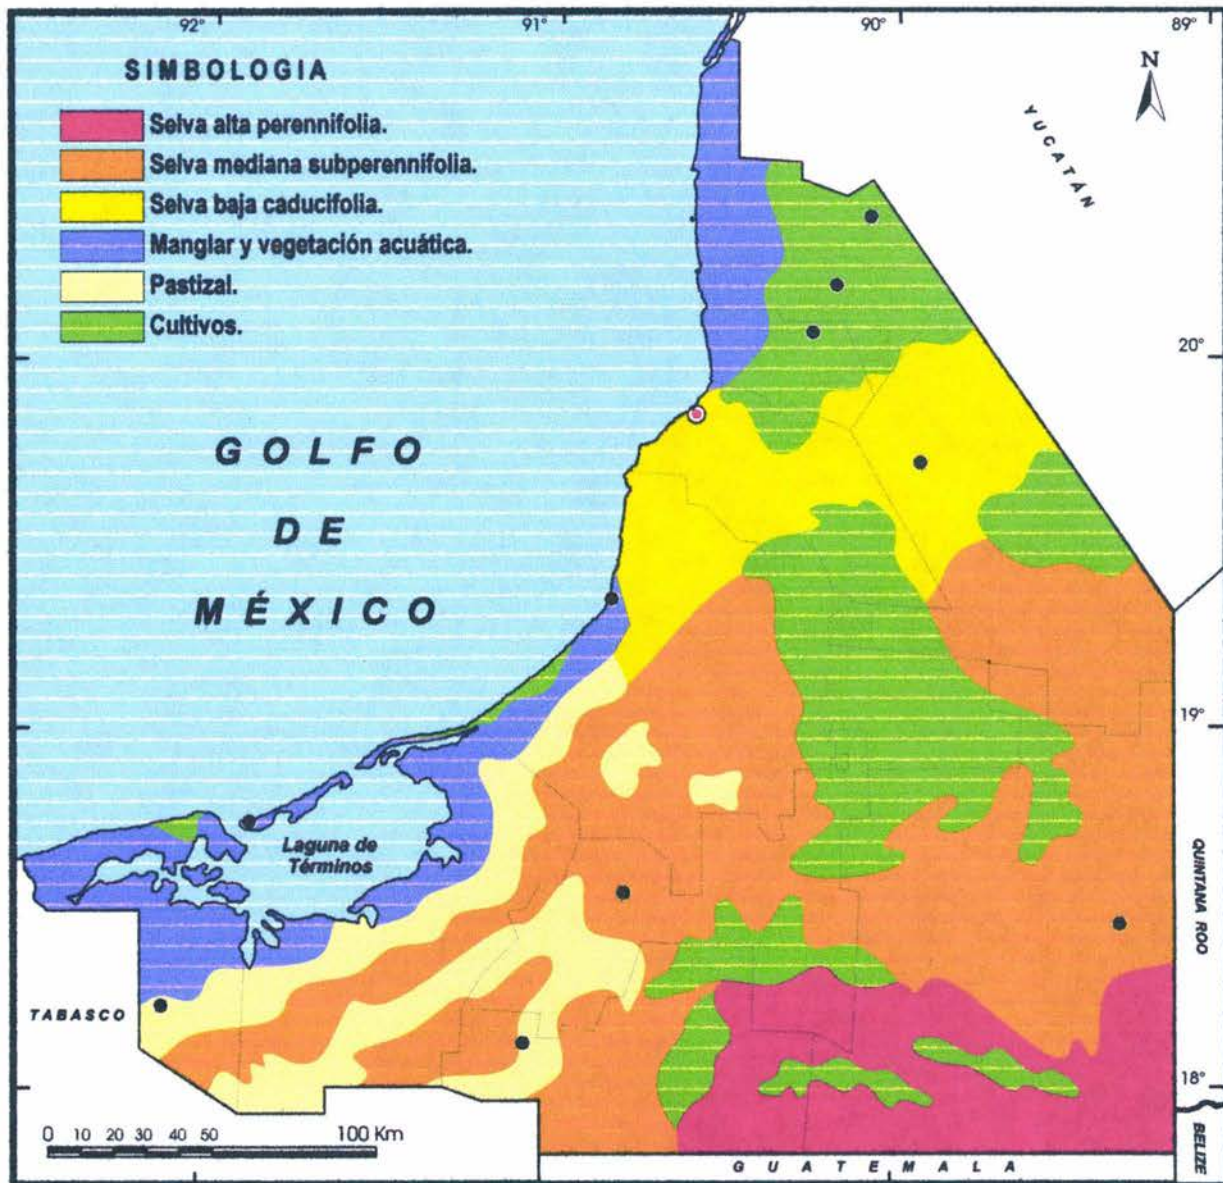 92° 91° 90° 89°
N
SIMBOLOGIA
Selva alta perennifolia.
Selva mediana subperennifolia.
Selva baja caducifolia.
Manglar y vegetación acuática.
Pastizal.
Cultivos.
YUCATÁN
20°
GOLFO
DE
MÉXICO
19°
Laguna de
Términos
QUINTANA ROO
TABASCO
18°
0 10 20 30 40 50 100 Km
BELIZE
GUATEMALA